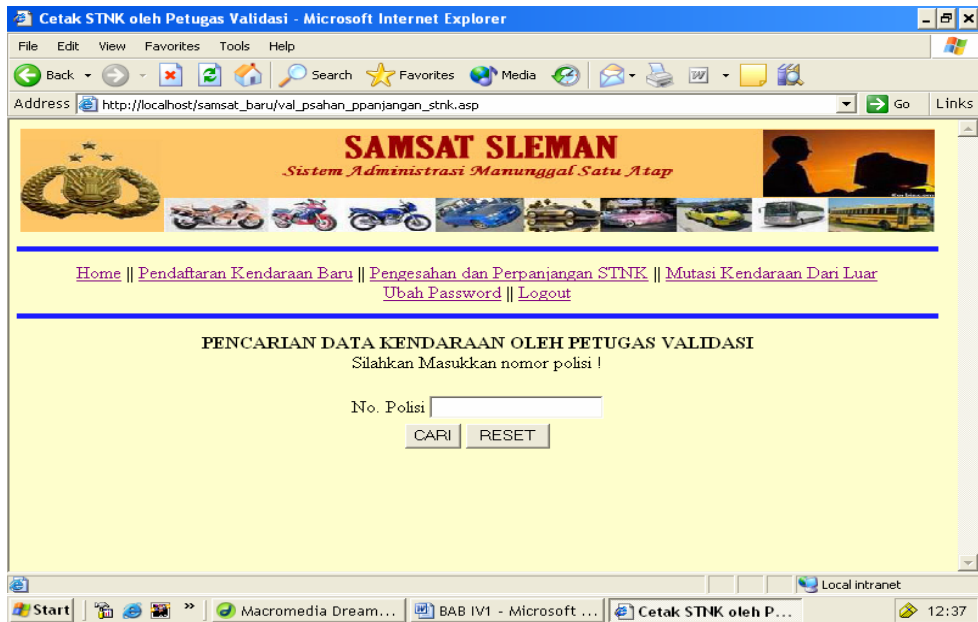 Cetak STNK oleh Petugas Validasi - Microsoft Internet Explorer
File Edit View Favorites Tools Help
Back Search Favorites Media
Address http://localhost/samsat_baru/val_psahan_ppanjangan_stnk.asp Go Links
SAMSAT SLEMAN
Sistem Administrasi Manunggal Satu Atap
Home || Pendaftaran Kendaraan Baru || Pengesahan dan Perpanjangan STNK || Mutasi Kendaraan Dari Luar
Ubah Password || Logout
PENCARIAN DATA KENDARAAN OLEH PETUGAS VALIDASI
Silahkan Masukkan nomor polisi !
No. Polisi
CARI RESET
Local intranet
Start » Macromedia Dream... BAB IV1 - Microsoft ... Cetak STNK oleh P... 12:37